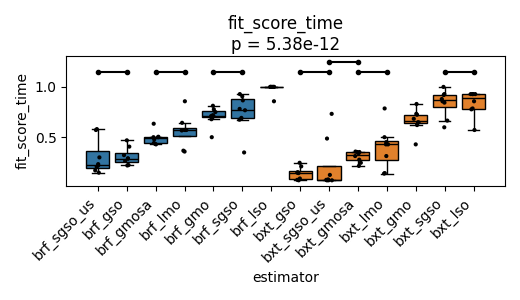 fit_score_time
p = 5.38e-12
fit_score_time
1.0
0.5
brf_sgso_us
brf_gso
brf_gmosa
brf_lmo
brf_gmo
brf_sgso
brf_lso
bxt_gso
bxt_sgso_us
bxt_gmosa
bxt_lmo
bxt_gmo
bxt_sgso
bxt_lso
estimator